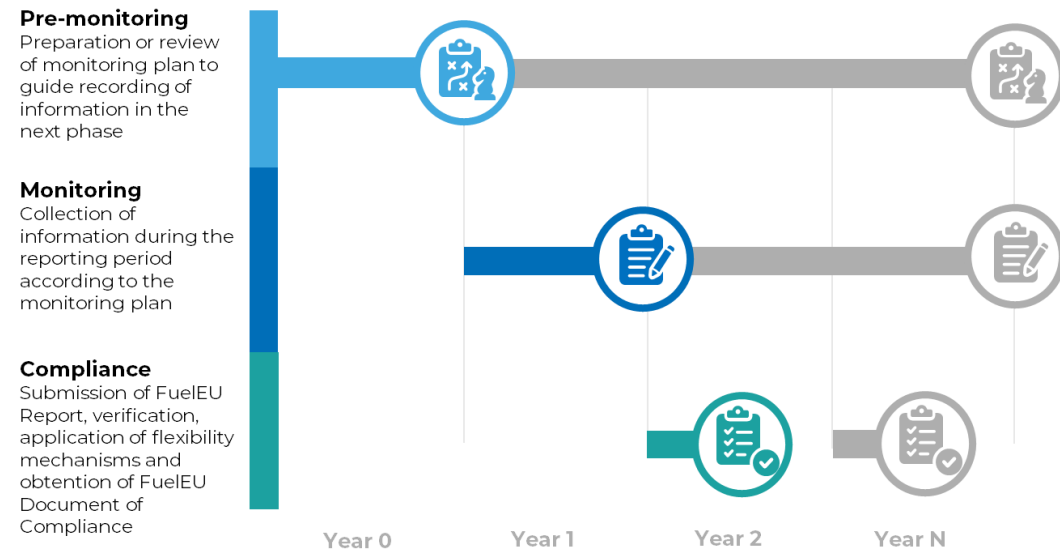 Pre-monitoring
Preparation or review
of monitoring plan to
guide recording of
information in the
next phase
Monitoring
Collection of
information during the
reporting period
according to the
monitoring plan
Compliance
Submission of FuelEU
Report, verification,
application of flexibility
mechanisms and
obtention of FuelEU
Document of
Compliance
Year 0
Year 1
Year 2
Year N